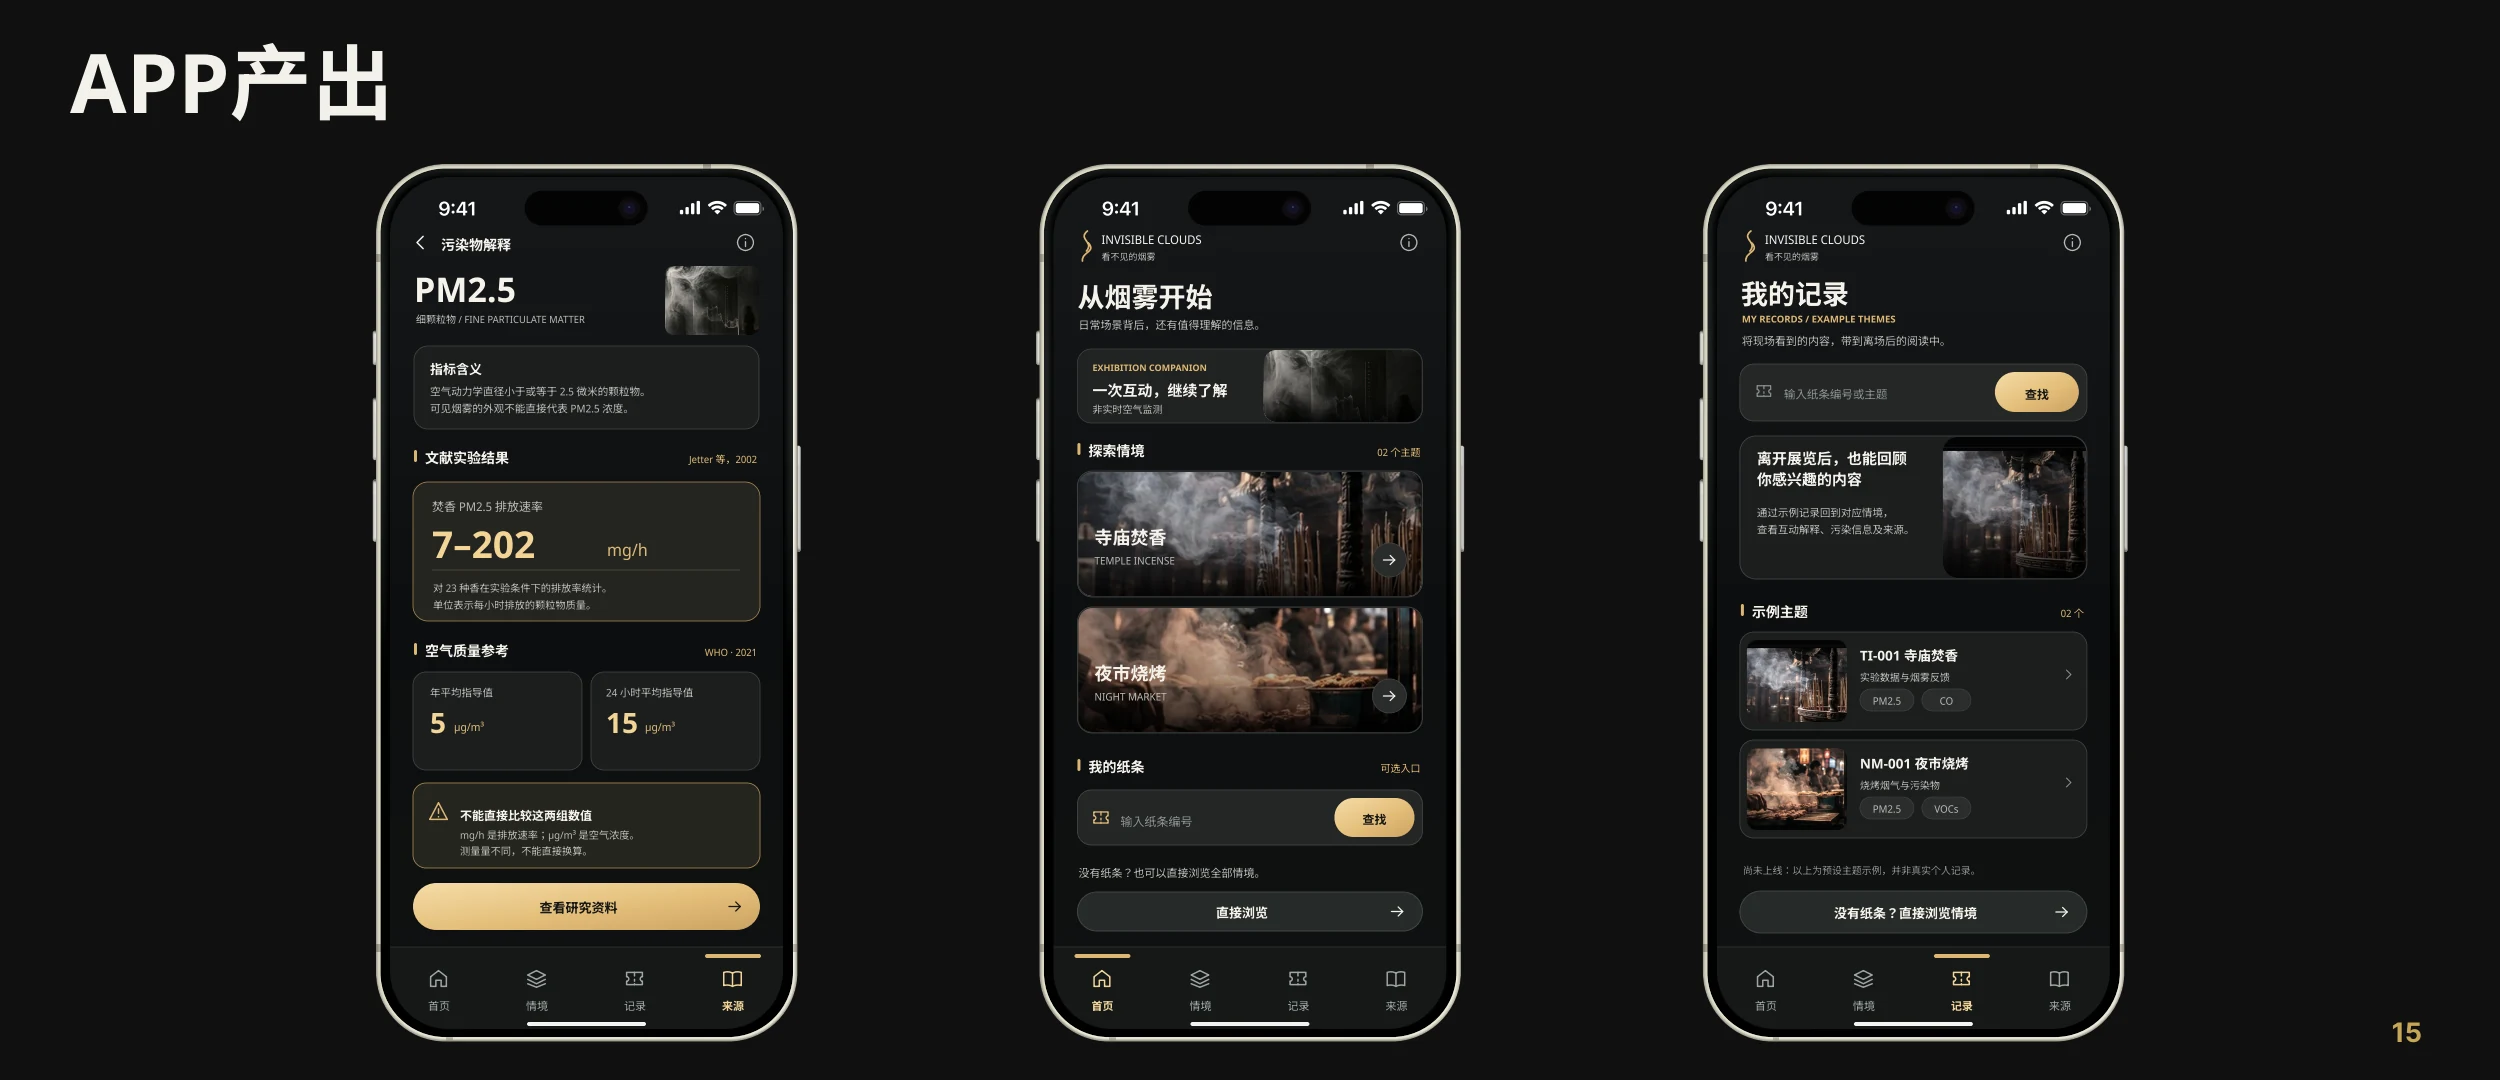 APP产出
9:41
污染物解释
PM2.5
细颗粒物 / FINE PARTICULATE MATTER
指标含义
空气动力学直径小于或等于 2.5 微米的颗粒物。
可见烟雾的外观不能直接代表 PM2.5 浓度。
文献实验结果
Jetter 等，2002
焚香 PM2.5 排放速率
7–202 mg/h
对 23 种香在实验条件下的排放率统计。
单位表示每小时排放的颗粒物质量。
空气质量参考
WHO · 2021
年平均指导值
5 μg/m³
24 小时平均指导值
15 μg/m³
不能直接比较这两组数值
mg/h 是排放速率；μg/m³ 是空气浓度。
测量量不同，不能直接换算。
查看研究资料
首页
情境
记录
来源
9:41
INVISIBLE CLOUDS
看不见的烟雾
从烟雾开始
日常场景背后，还有值得理解的信息。
EXHIBITION COMPANION
一次互动，继续了解
非实时空气监测
探索情境
02 个主题
寺庙焚香
TEMPLE INCENSE
夜市烧烤
NIGHT MARKET
我的纸条
可选入口
输入纸条编号
查找
没有纸条？也可以直接浏览全部情境。
直接浏览
首页
情境
记录
来源
9:41
INVISIBLE CLOUDS
看不见的烟雾
我的记录
MY RECORDS / EXAMPLE THEMES
将现场看到的内容，带到离场后的阅读中。
输入纸条编号或主题
查找
离开展览后，也能回顾
你感兴趣的内容
通过示例记录回到对应情境，
查看互动解释、污染信息及来源。
示例主题
02 个
TI-001 寺庙焚香
实验数据与烟雾反馈
PM2.5
CO
NM-001 夜市烧烤
烧烤烟气与污染物
PM2.5
VOCs
尚未上线：以上为预设主题示例，并非真实个人记录。
没有纸条？直接浏览情境
首页
情境
记录
来源
15